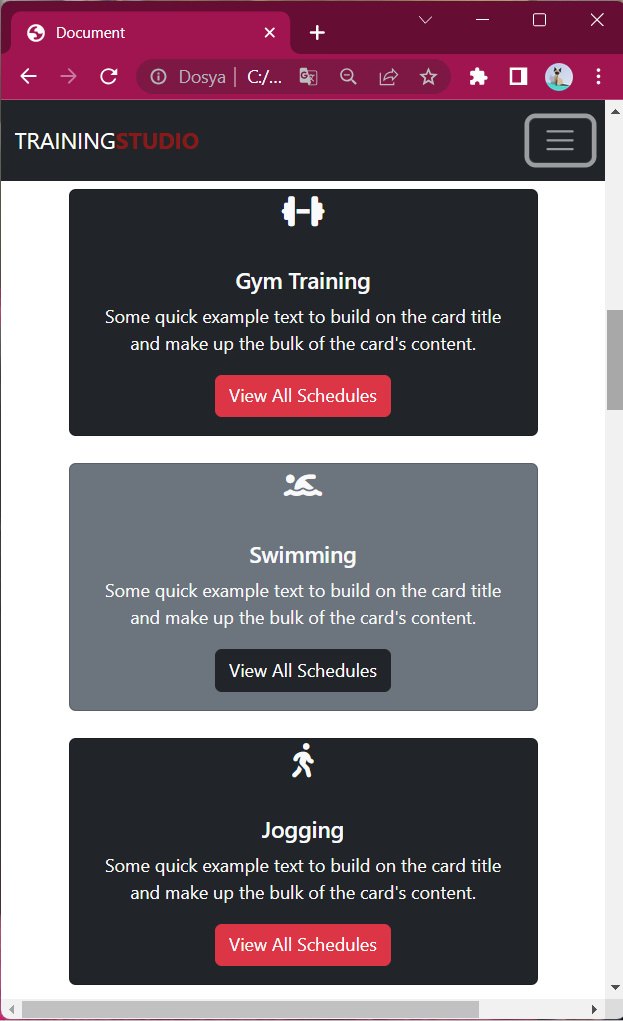 Document
Dosya | C:/...
TRAININGSTUDIO
Gym Training
Some quick example text to build on the card title
and make up the bulk of the card's content.
View All Schedules
Swimming
Some quick example text to build on the card title
and make up the bulk of the card's content.
View All Schedules
Jogging
Some quick example text to build on the card title
and make up the bulk of the card's content.
View All Schedules